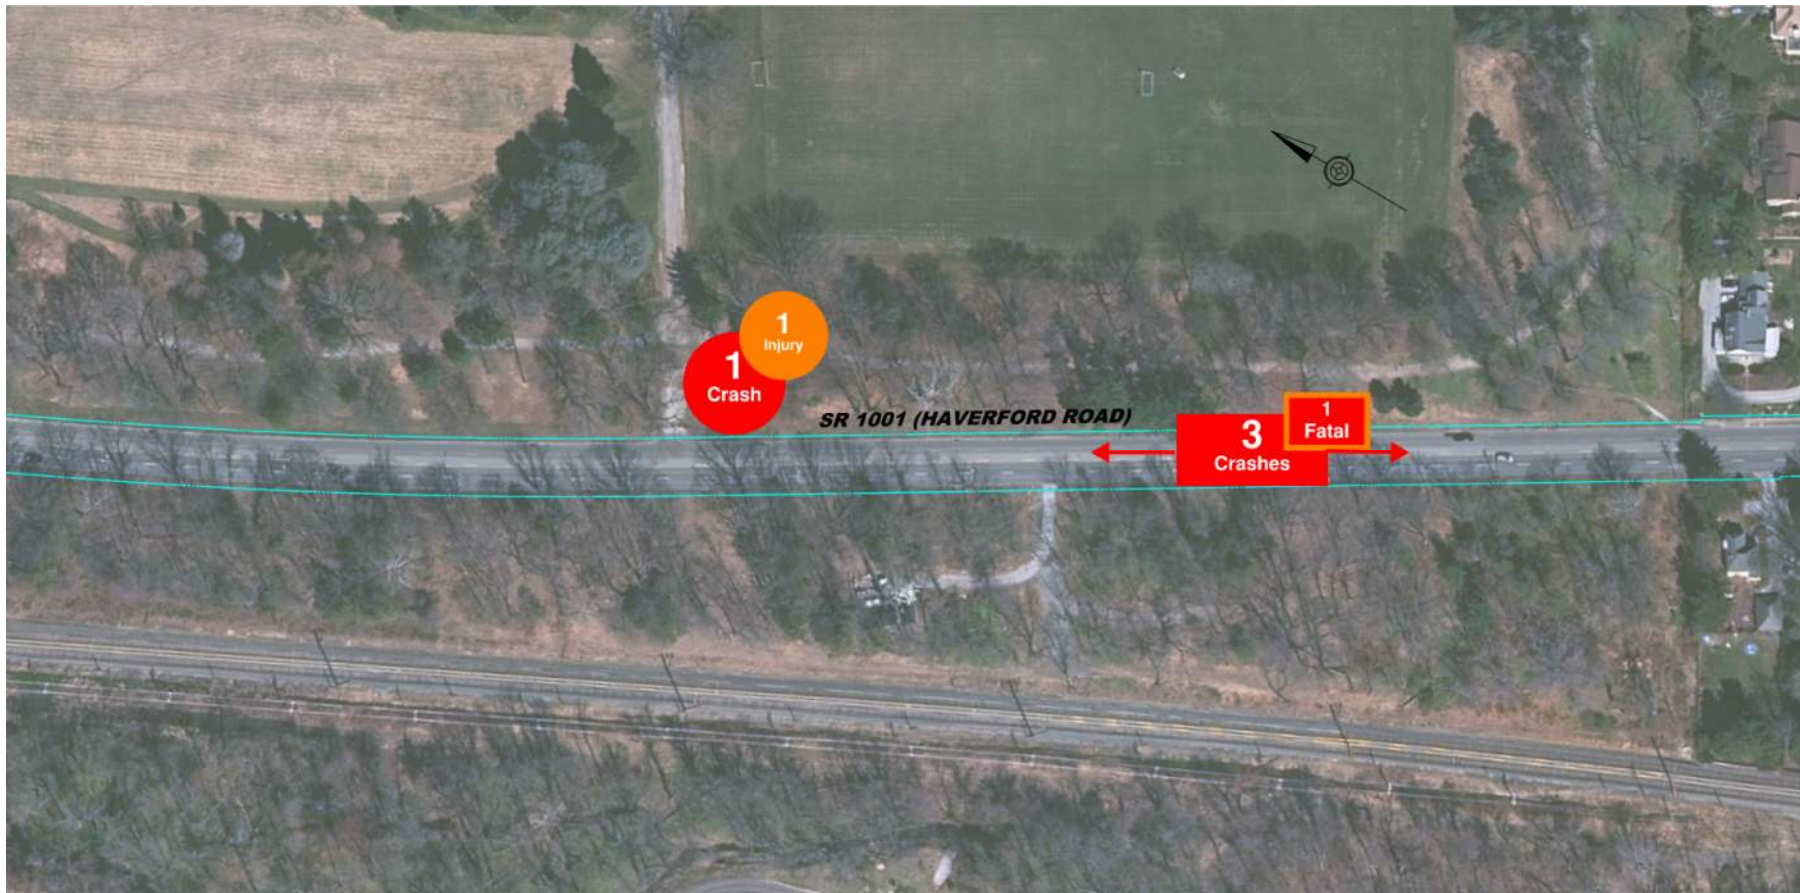 1
Injury
1
Crash
SR 1001 (HAVERFORD ROAD)
1
Fatal
3
Crashes